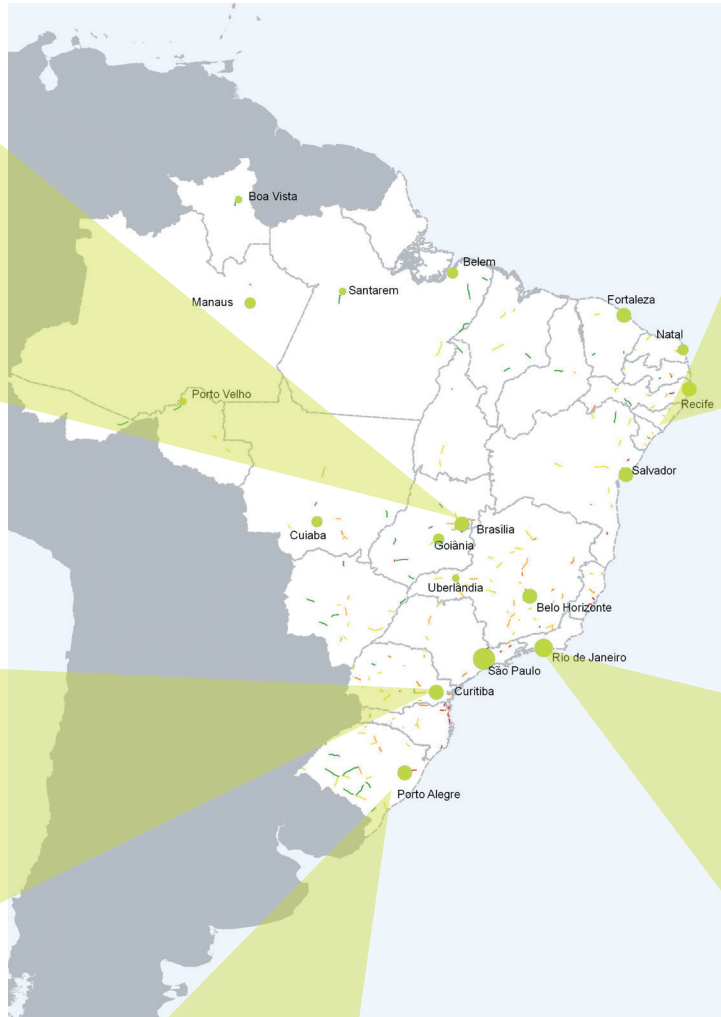 Boa Vista
Belem
Santarem
Manaus
Fortaleza
Natal
Porto Velho
Recife
Salvador
Cuiaba
Brasilia
Goiânia
Uberlândia
Belo Horizonte
Rio de Janeiro
São Paulo
Curitiba
Porto Alegre